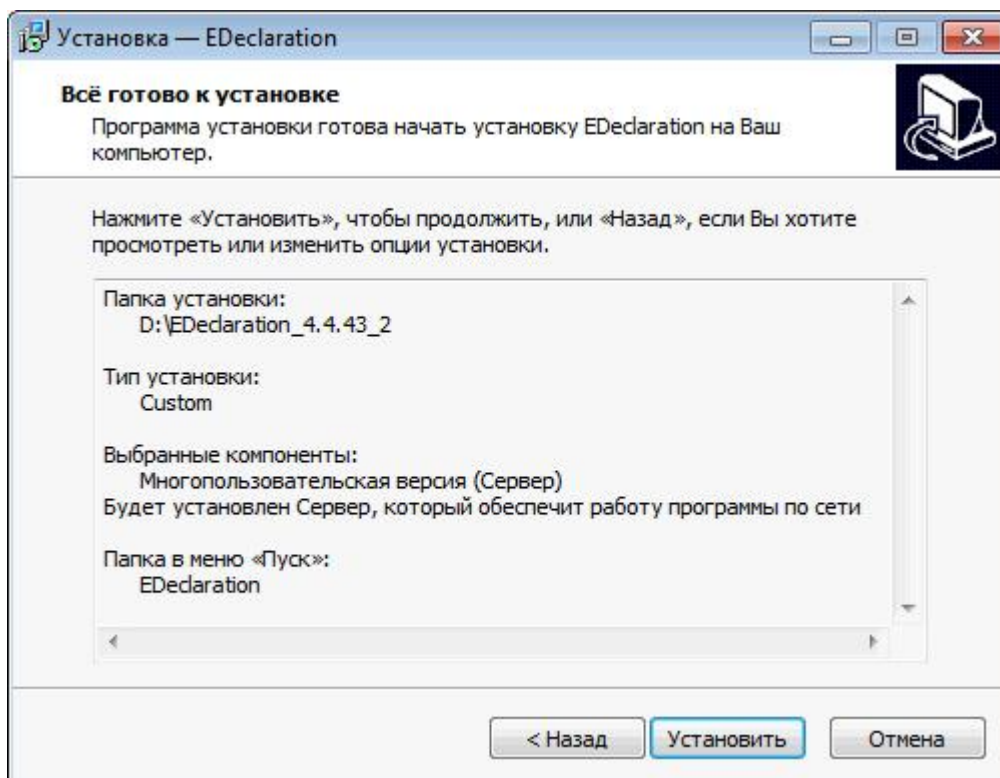 Установка — EDeclaration
Всё готово к установке
Программа установки готова начать установку EDeclaration на Ваш
компьютер.
Нажмите «Установить», чтобы продолжить, или «Назад», если Вы хотите
просмотреть или изменить опции установки.
Папка установки:
D:\EDeclaration_4.4.43_2
Тип установки:
Custom
Выбранные компоненты:
Многопользовательская версия (Сервер)
Будет установлен Сервер, который обеспечит работу программы по сети
Папка в меню «Пуск»:
EDeclaration
< Назад
Установить
Отмена